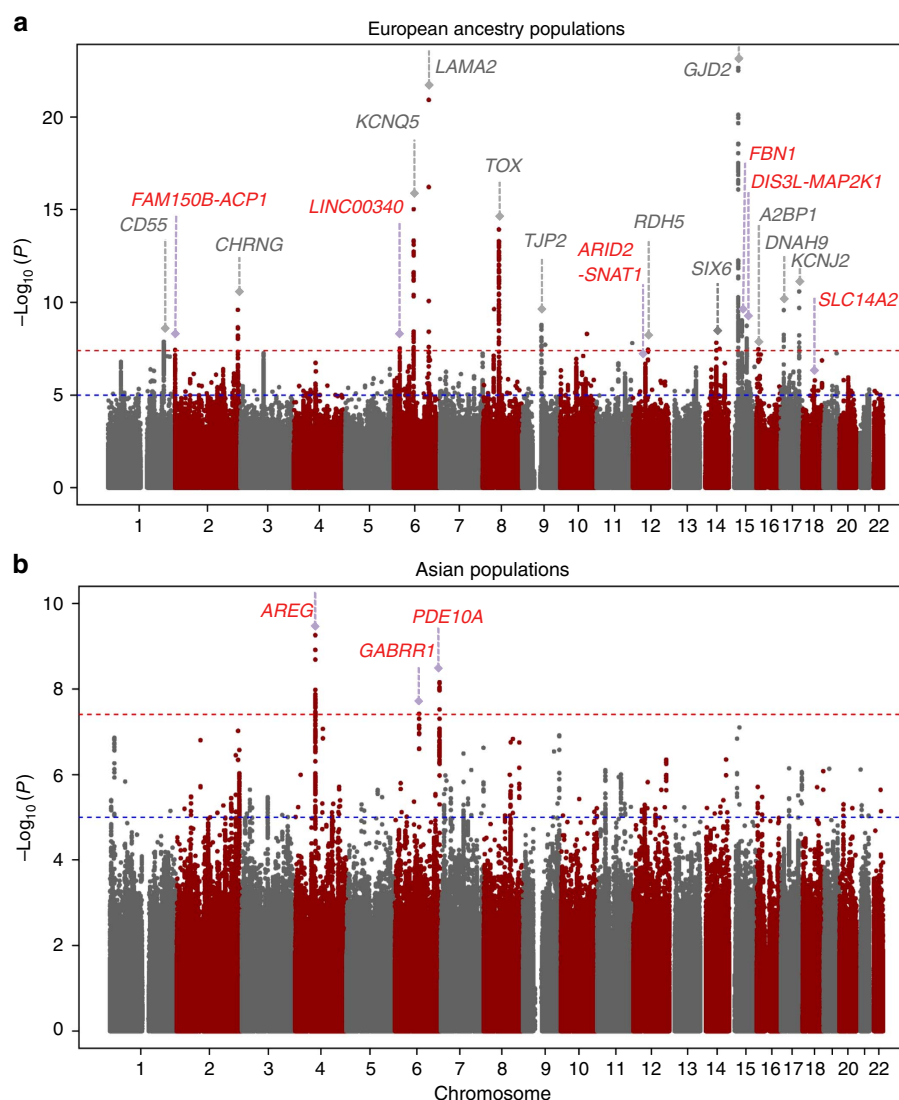 a
European ancestry populations
LAMA2
GJD2
KCNQ5
FBN1
TOX
DIS3L-MAP2K1
FAM150B-ACP1
LINC00340
A2BP1
CD55
RDH5
CHRNG
TJP2
ARID2
-SNAT1
DNAH9
SIX6
KCNJ2
SLC14A2
–Log10 (P)
20
15
10
5
0
1 2 3 4 5 6 7 8 9 10 11 12 13 14 15 16 17 18 20 22
b
Asian populations
AREG
PDE10A
GABRR1
–Log10 (P)
10
8
6
4
2
0
1 2 3 4 5 6 7 8 9 10 11 12 13 14 15 16 17 18 20 22
Chromosome